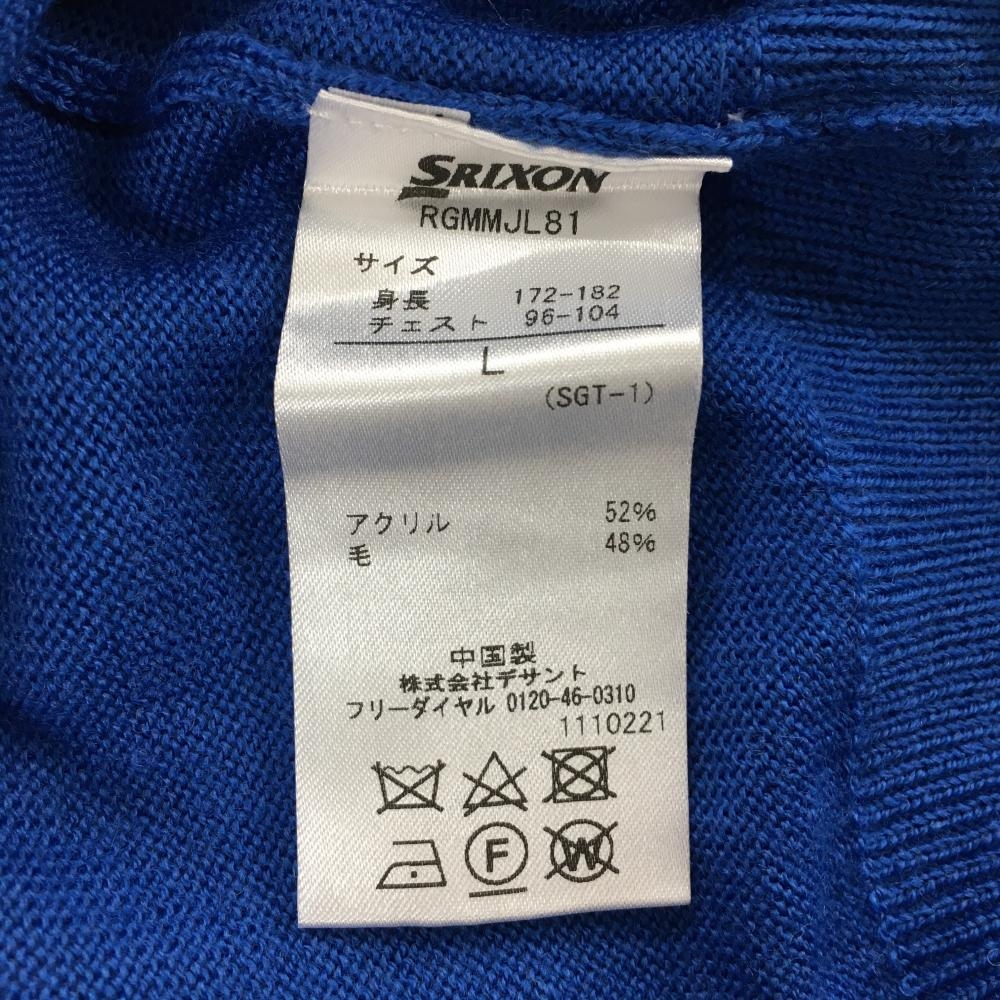 SRIXON
RGMMJL81
サイズ
身長 172-182
チェスト 96-104
L
(SGT-1)
アクリル 52%
毛 48%
中国製
株式会社デサント
フリーダイヤル 0120-46-0310
1110221
F
W